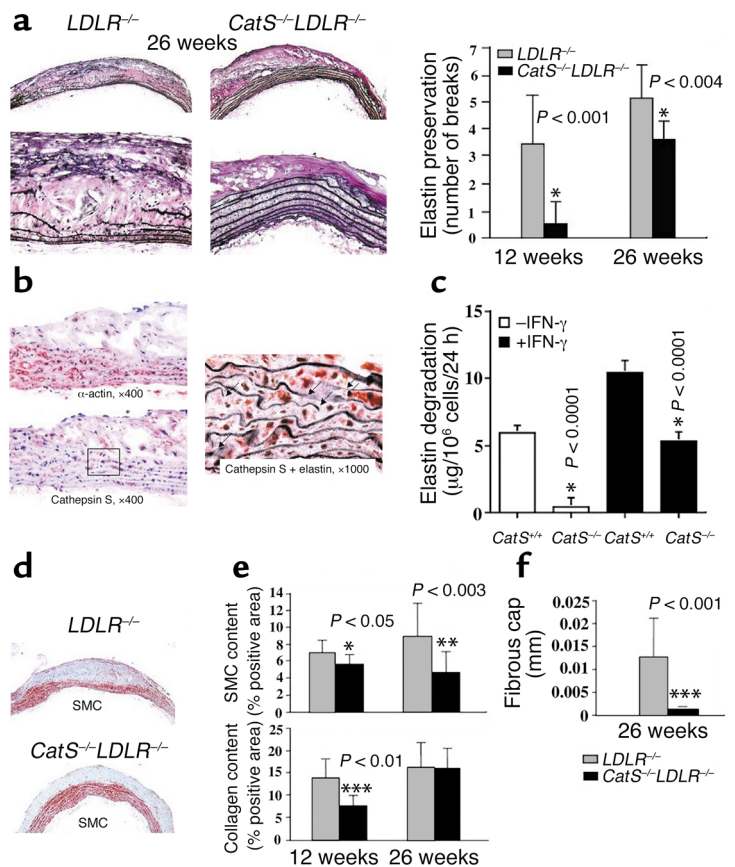 a
LDLR–/–
CatS–/–LDLR–/–
26 weeks
7
6
5
4
3
2
1
0
Elastin preservation
(number of breaks)
LDLR–/–
CatS–/–LDLR–/–
P < 0.001
P < 0.004
*
*
12 weeks
26 weeks
b
α-actin, ×400
Cathepsin S, ×400
Cathepsin S + elastin, ×1000
c
15
10
5
0
Elastin degradation
(μg/10⁶ cells/24 h)
–IFN-γ
+IFN-γ
* P < 0.0001
* P < 0.0001
CatS+/+
CatS–/–
CatS+/+
CatS–/–
d
LDLR–/–
SMC
CatS–/–LDLR–/–
SMC
e
14
12
10
8
6
4
2
0
SMC content
(% positive area)
P < 0.05
P < 0.003
*
**
25
20
15
10
5
0
Collagen content
(% positive area)
P < 0.01
***
12 weeks
26 weeks
f
0.025
0.02
0.015
0.01
0.005
0
Fibrous cap
(mm)
P < 0.001
***
26 weeks
LDLR–/–
CatS–/–LDLR–/–